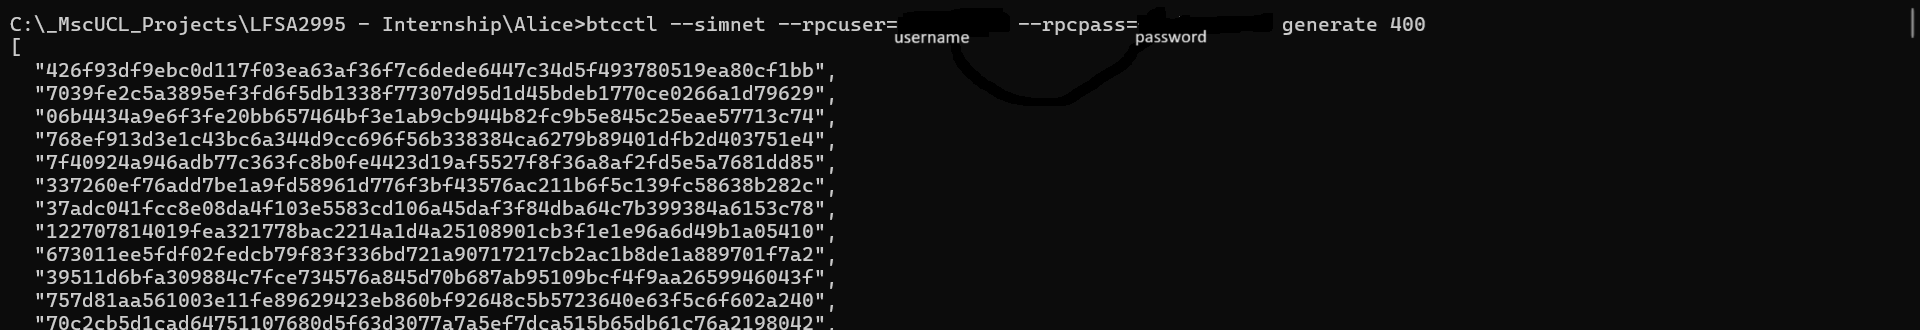 C:\_MscUCL_Projects\LFSA2995 - Internship\Alice>btcctl --simnet --rpcuser= username --rpcpass= password generate 400
[
"426f93df9ebc0d117f03ea63af36f7c6dede6447c34d5f493780519ea80cf1bb",
"7039fe2c5a3895ef3fd6f5db1338f77307d95d1d45bdeb1770ce0266a1d79629",
"06b4434a9e6f3fe20bb657464bf3e1ab9cb944b82fc9b5e845c25eae57713c74",
"768ef913d3e1c43bc6a344d9cc696f56b338384ca6279b89401dfb2d403751e4",
"7f40924a946adb77c363fc8b0fe4423d19af5527f8f36a8af2fd5e5a7681dd85",
"337260ef76add7be1a9fd58961d776f3bf43576ac211b6f5c139fc58638b282c",
"37adc041fcc8e08da4f103e5583cd106a45daf3f84dba64c7b399384a6153c78",
"122707814019fea321778bac2214a1d4a25108901cb3f1e1e96a6d49b1a05410",
"673011ee5fdf02fedcb79f83f336bd721a90717217cb2ac1b8de1a889701f7a2",
"39511d6bfa309884c7fce734576a845d70b687ab95109bcf4f9aa2659946043f",
"757d81aa561003e11fe89629423eb860bf92648c5b5723640e63f5c6f602a240",
"70c2cb5d1cad64751107680d5f63d3077a7a5ef7dca515b65db61c76a2198042",